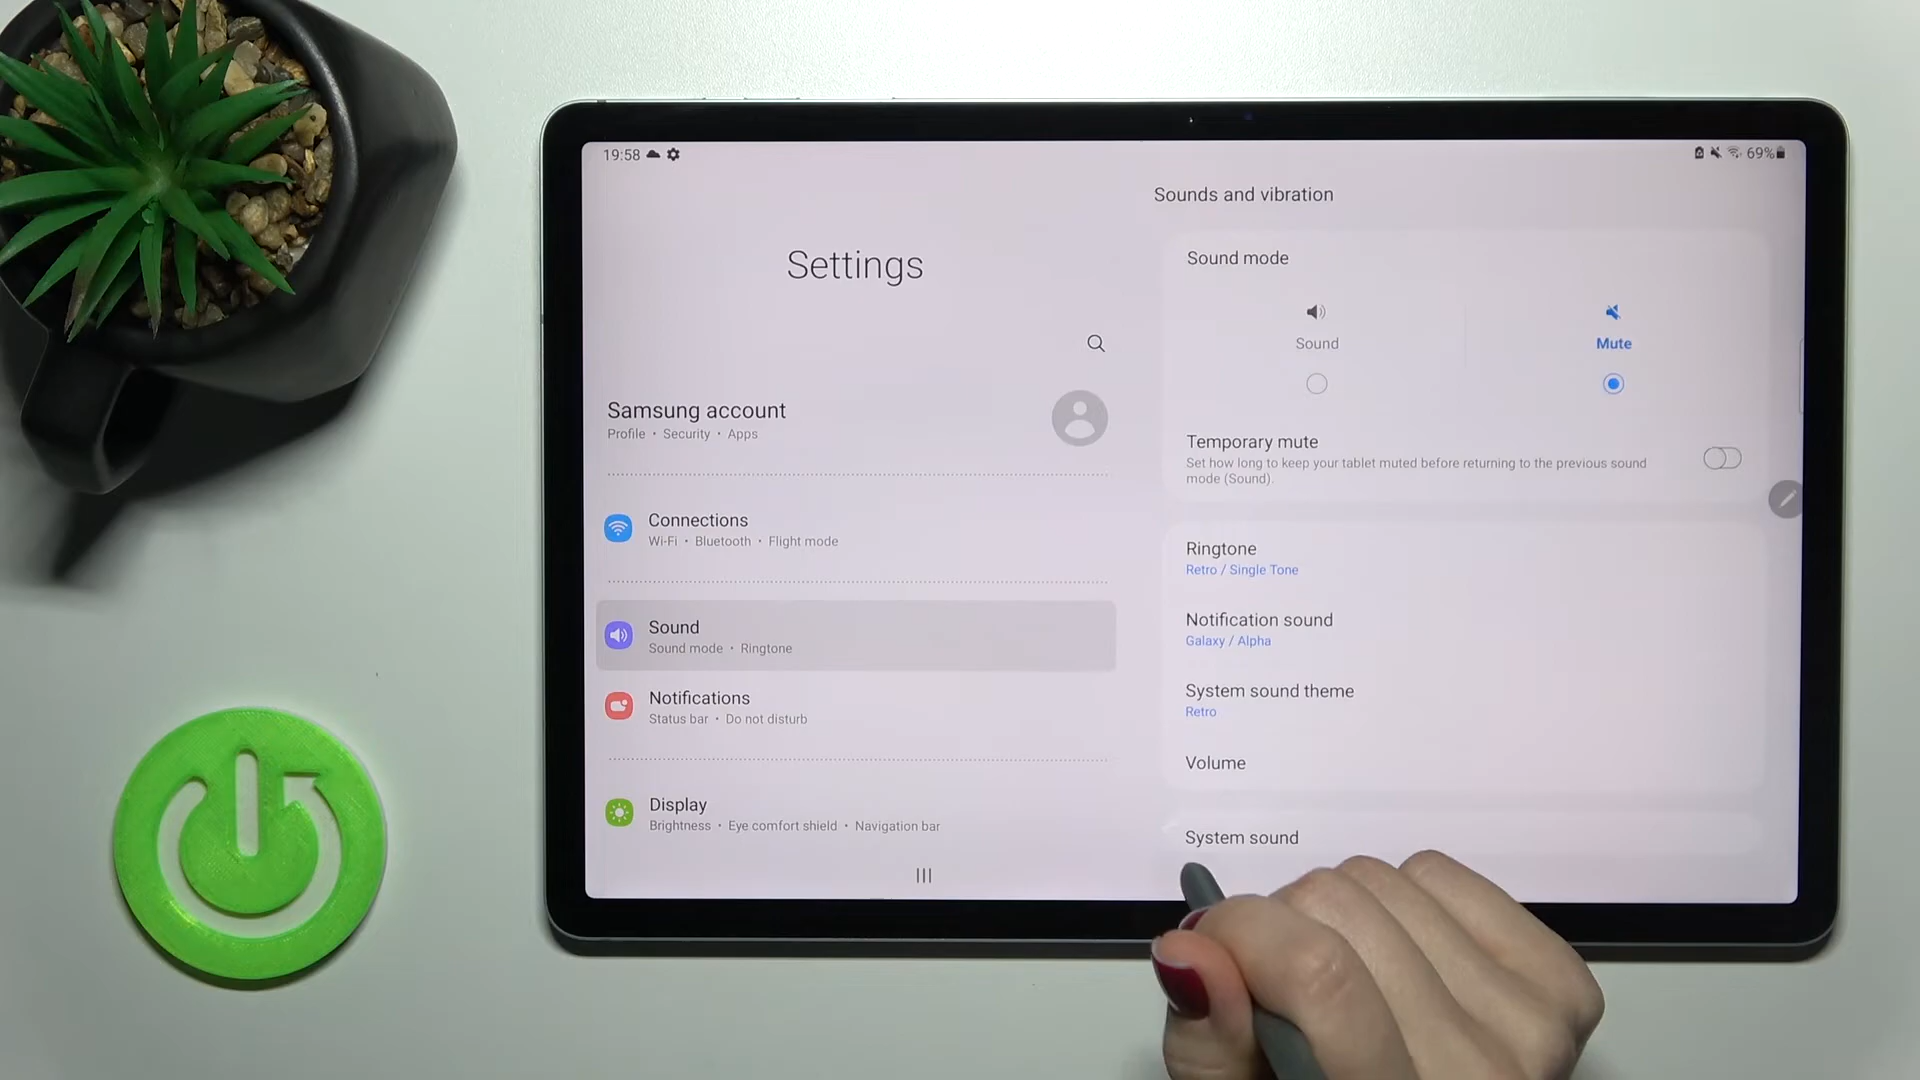 19:58
69%
Settings
Samsung account
Profile • Security • Apps
Connections
Wi-Fi • Bluetooth • Flight mode
Sound
Sound mode • Ringtone
Notifications
Status bar • Do not disturb
Display
Brightness • Eye comfort shield • Navigation bar
Sounds and vibration
Sound mode
Sound
Mute
Temporary mute
Set how long to keep your tablet muted before returning to the previous sound
mode (Sound).
Ringtone
Retro / Single Tone
Notification sound
Galaxy / Alpha
System sound theme
Retro
Volume
System sound